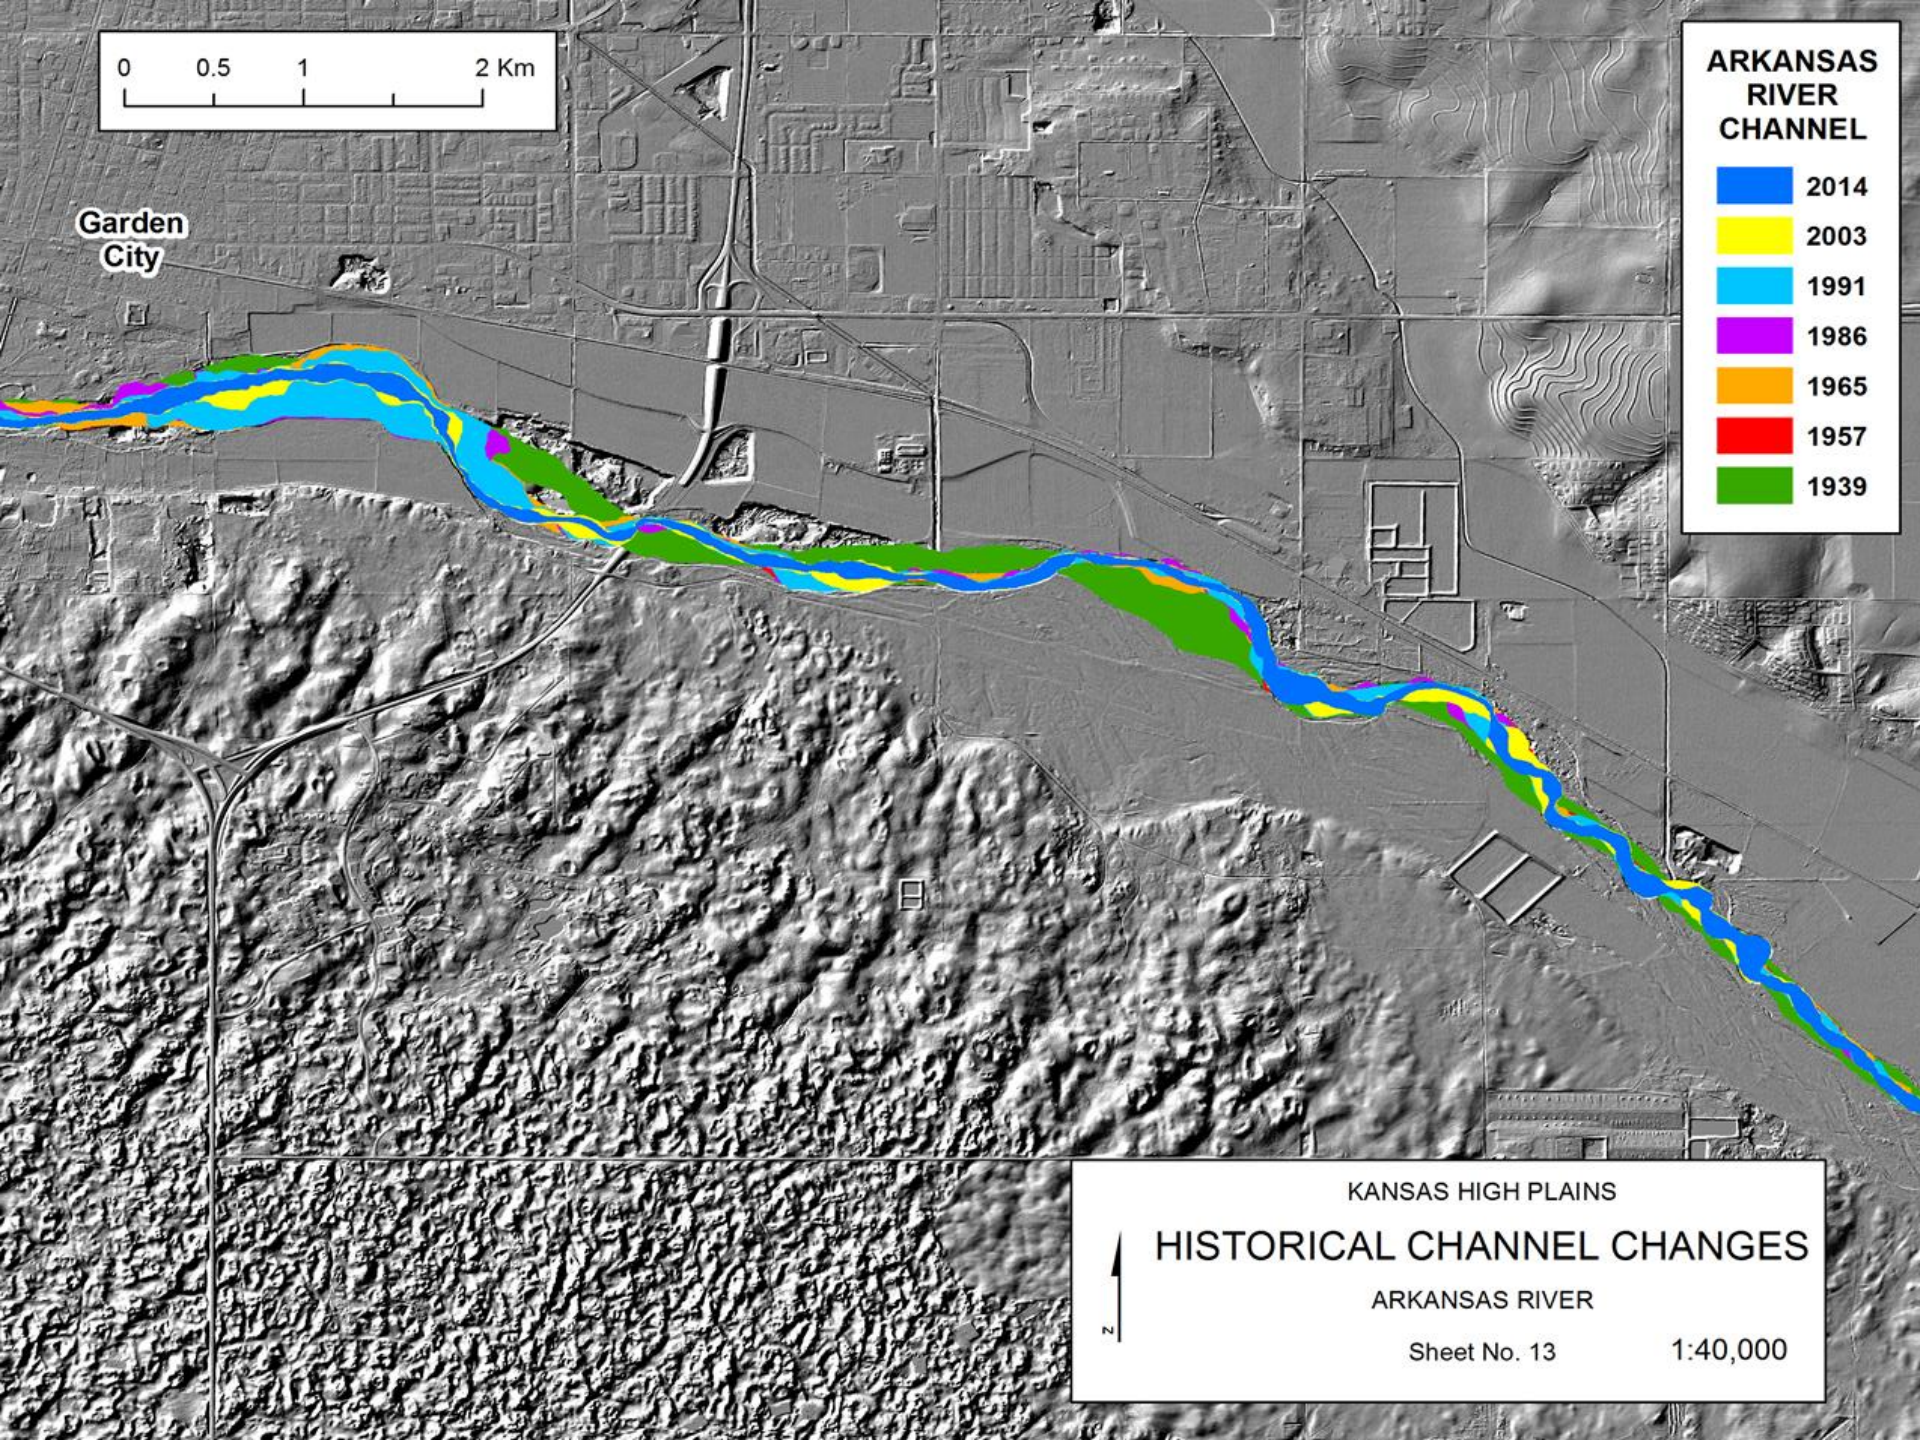 0 0.5 1 2 Km
Garden
City
ARKANSAS
RIVER
CHANNEL
2014
2003
1991
1986
1965
1957
1939
KANSAS HIGH PLAINS
HISTORICAL CHANNEL CHANGES
ARKANSAS RIVER
Sheet No. 13 1:40,000
N